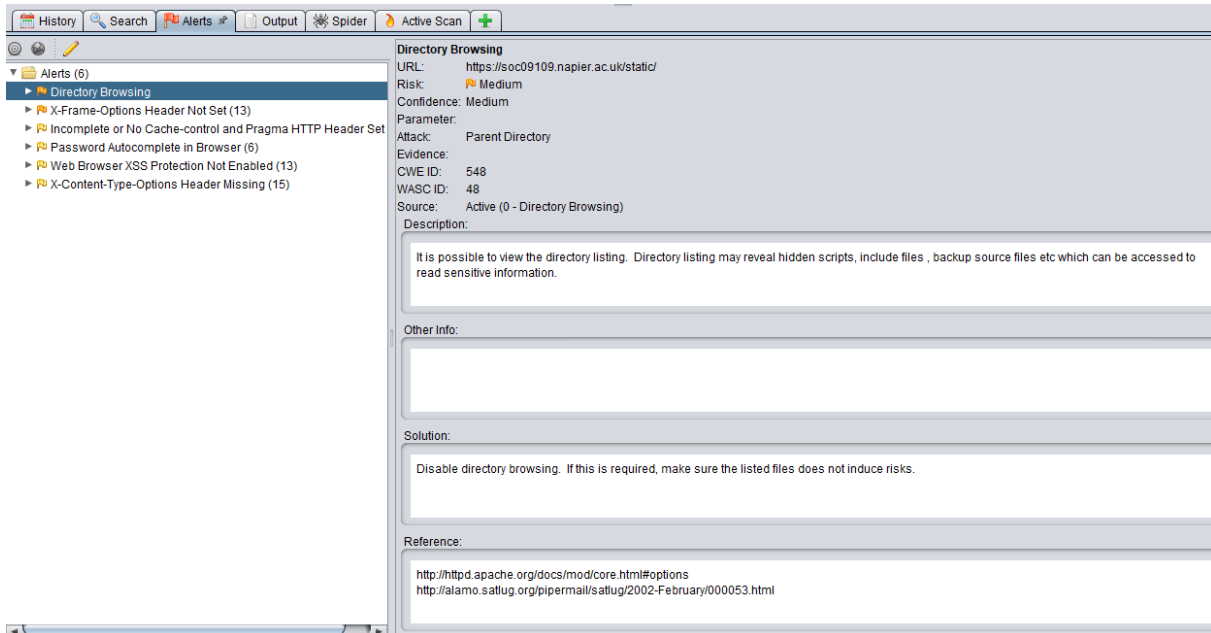 History Search Alerts Output Spider Active Scan
Alerts (6)
Directory Browsing
X-Frame-Options Header Not Set (13)
Incomplete or No Cache-control and Pragma HTTP Header Set
Password Autocomplete in Browser (6)
Web Browser XSS Protection Not Enabled (13)
X-Content-Type-Options Header Missing (15)
Directory Browsing
URL: https://soc09109.napier.ac.uk/static/
Risk: Medium
Confidence: Medium
Parameter:
Attack: Parent Directory
Evidence:
CWE ID: 548
WASC ID: 48
Source: Active (0 - Directory Browsing)
Description:
It is possible to view the directory listing. Directory listing may reveal hidden scripts, include files , backup source files etc which can be accessed to
read sensitive information.
Other Info:
Solution:
Disable directory browsing. If this is required, make sure the listed files does not induce risks.
Reference:
http://httpd.apache.org/docs/mod/core.html#options
http://alamo.satlug.org/pipermail/satlug/2002-February/000053.html